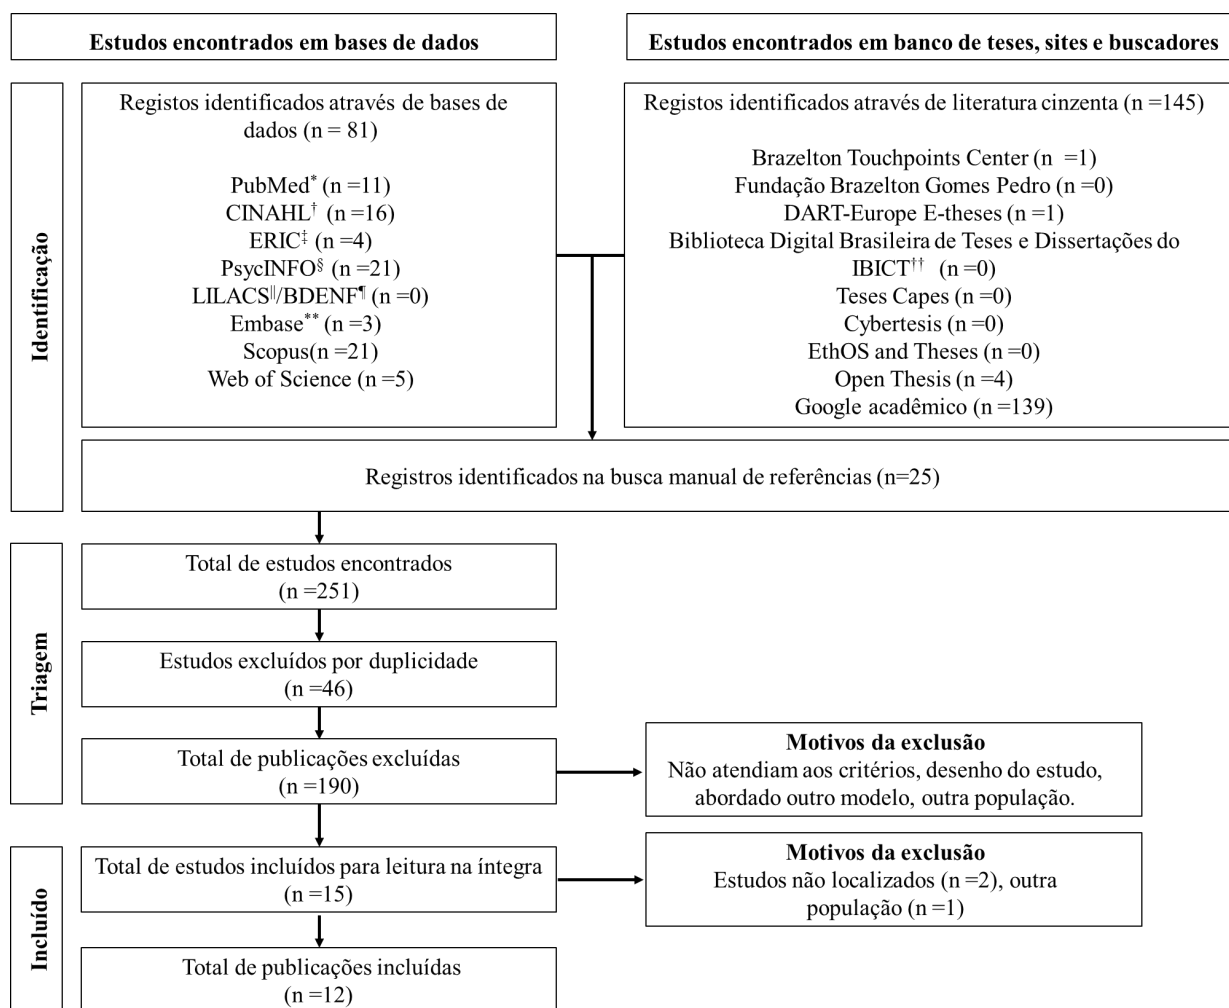 Estudos encontrados em bases de dados
Estudos encontrados em banco de teses, sites e buscadores
Identificação
Registos identificados através de bases de
dados (n = 81)
PubMed* (n =11)
CINAHL† (n =16)
ERIC‡ (n =4)
PsycINFO§ (n =21)
LILACS||/BDENF¶ (n =0)
Embase** (n =3)
Scopus(n =21)
Web of Science (n =5)
Registos identificados através de literatura cinzenta (n =145)
Brazelton Touchpoints Center (n =1)
Fundação Brazelton Gomes Pedro (n =0)
DART-Europe E-theses (n =1)
Biblioteca Digital Brasileira de Teses e Dissertações do
IBICT†† (n =0)
Teses Capes (n =0)
Cybertesis (n =0)
EthOS and Theses (n =0)
Open Thesis (n =4)
Google acadêmico (n =139)
Registros identificados na busca manual de referências (n=25)
Triagem
Total de estudos encontrados
(n =251)
Estudos excluídos por duplicidade
(n =46)
Total de publicações excluídas
(n =190)
Motivos da exclusão
Não atendiam aos critérios, desenho do estudo,
abordado outro modelo, outra população.
Incluído
Total de estudos incluídos para leitura na íntegra
(n =15)
Motivos da exclusão
Estudos não localizados (n =2), outra
população (n =1)
Total de publicações incluídas
(n =12)